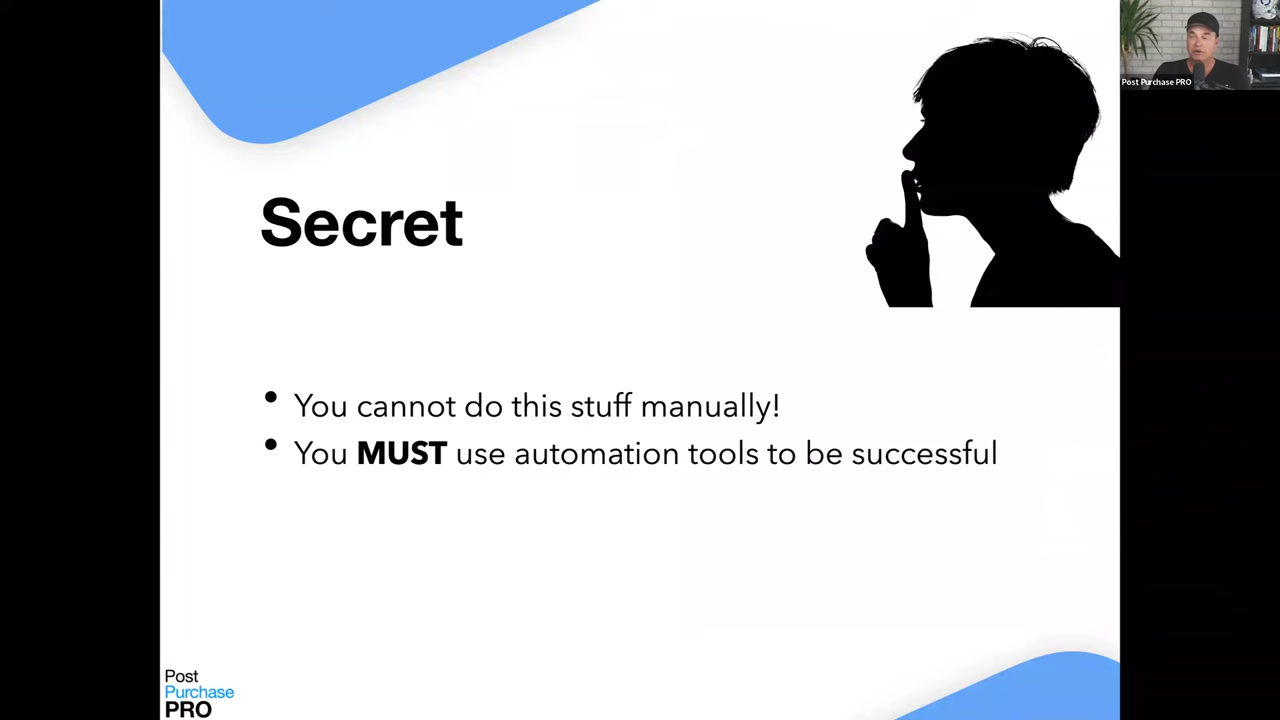 Post Purchase PRO
Secret
• You cannot do this stuff manually!
• You MUST use automation tools to be successful
Post
Purchase
PRO